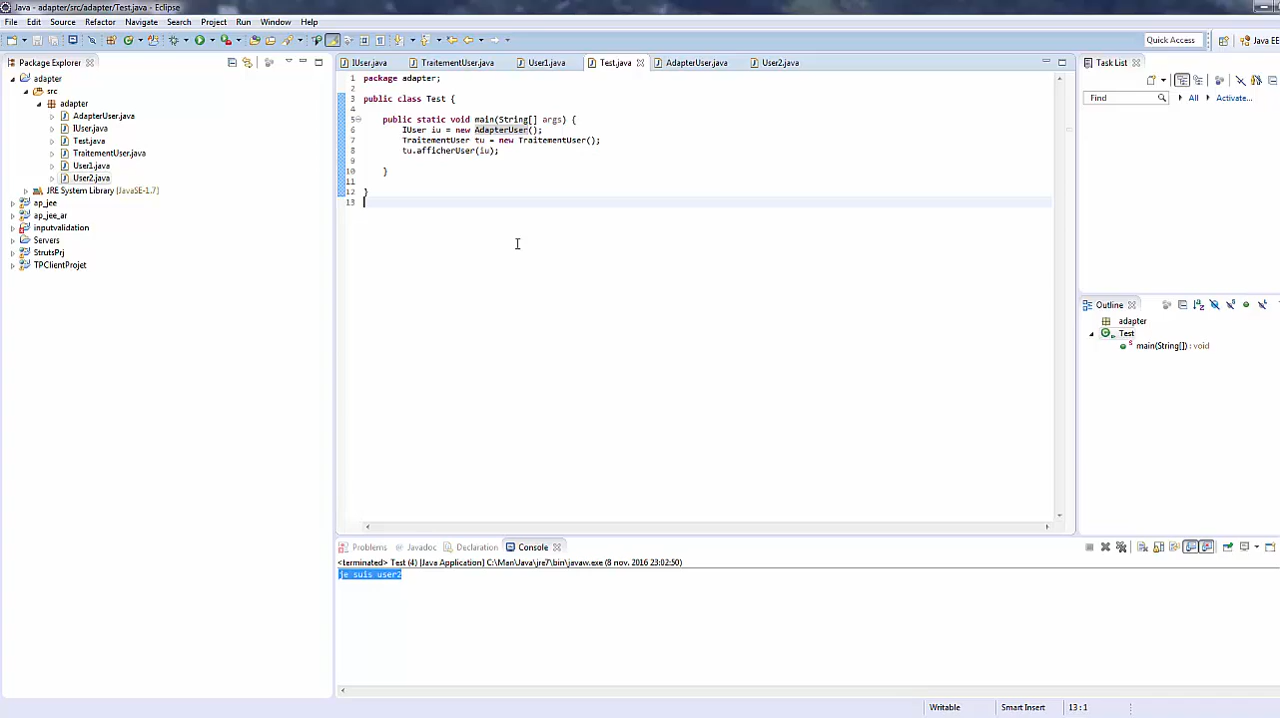 Java - adapter/src/adapter/Test.java - Eclipse
File Edit Source Refactor Navigate Search Project Run Window Help
Quick Access
Java EE
Package Explorer
adapter
src
adapter
AdapterUser.java
IUser.java
Test.java
TraitementUser.java
User1.java
User2.java
JRE System Library [JavaSE-1.7]
ap_jee
ap_jee_ar
inputvalidation
Servers
StrutsPrj
TPClientProjet
IUser.java TraitementUser.java User1.java Test.java AdapterUser.java User2.java
1 package adapter;
2
3 public class Test {
4
5 public static void main(String[] args) {
6 IUser iu = new AdapterUser();
7 TraitementUser tu = new TraitementUser();
8 tu.afficherUser(iu);
9
10 }
11
12 }
13
Task List
Find All Activate...
Outline
adapter
Test
main(String[]) : void
Problems Javadoc Declaration Console
<terminated> Test (4) [Java Application] C:\Man\Java\jre7\bin\javaw.exe (8 nov. 2016 23:02:50)
je suis user2
Writable Smart Insert 13 : 1